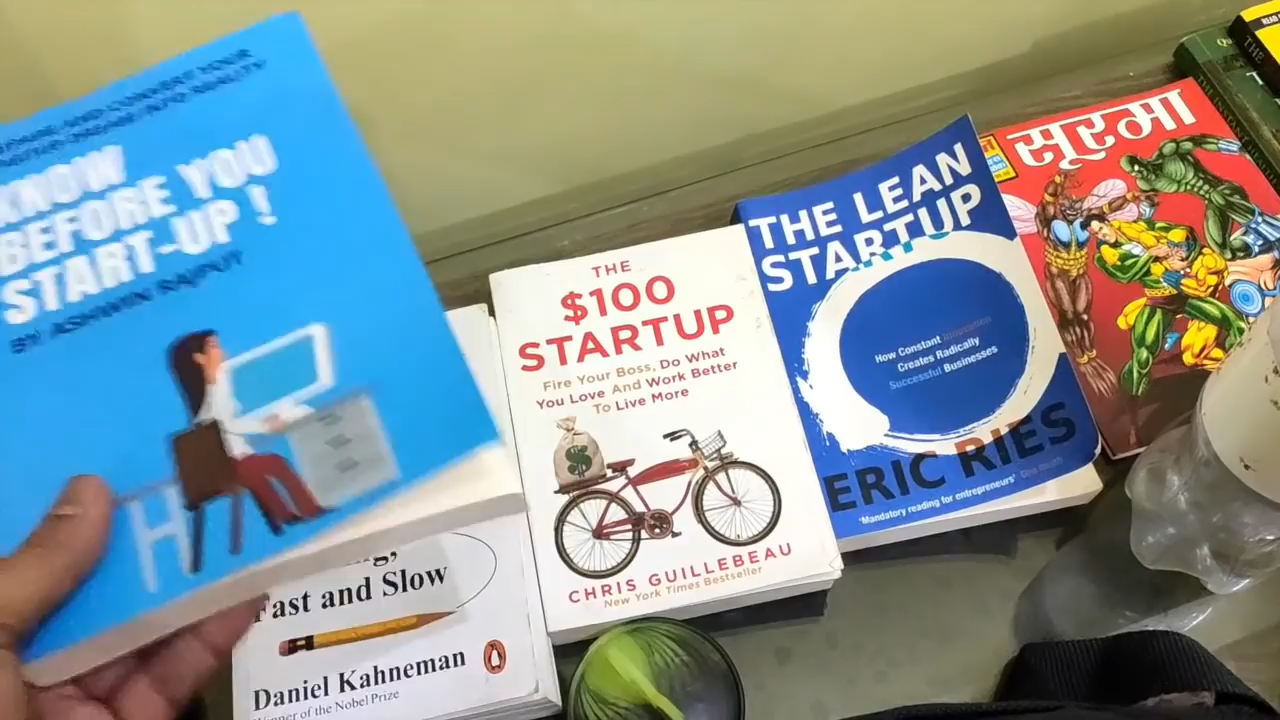 KNOW
BEFORE YOU
START-UP!
BY ASHWIN RAJPUT
Fast and Slow
Daniel Kahneman
Winner of the Nobel Prize
THE
$100
STARTUP
Fire Your Boss, Do What
You Love And Work Better
To Live More
CHRIS GUILLEBEAU
New York Times Bestseller
THE LEAN
STARTUP
How Constant Innovation
Creates Radically
Successful Businesses
ERIC RIES
'Mandatory reading for entrepreneurs'
सूरमा
READ
THE